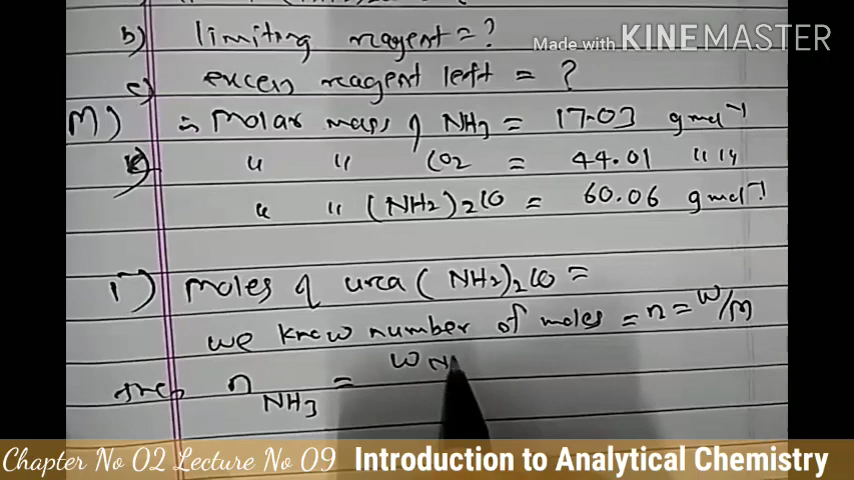 b) limiting reagent = ?
Made with KINEMASTER
c) excess reagent left = ?
M) in Molar mass of NH3 = 17.03 gmol-1
" " CO2 = 44.01 " "
" " (NH2)2CO = 60.06 gmol-1
i) moles of urea (NH2)2CO =
we know number of moles = n = W/M
n NH3 = W N
Chapter No 02 Lecture No 09 Introduction to Analytical Chemistry